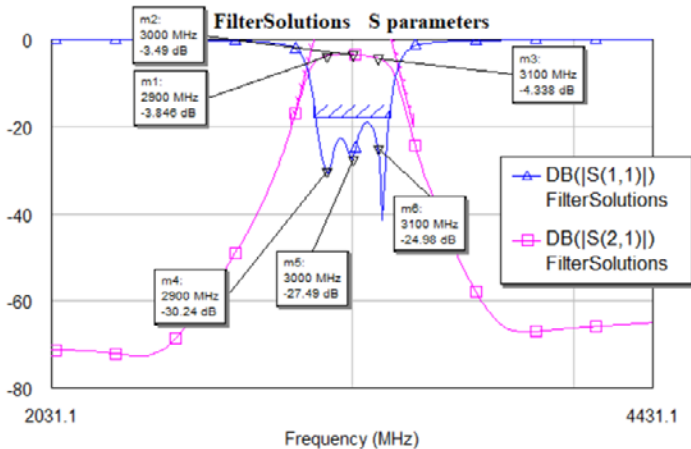 FilterSolutions S parameters
m2:
3000 MHz
-3.49 dB
m1:
2900 MHz
-3.846 dB
m3:
3100 MHz
-4.338 dB
m6:
3100 MHz
-24.98 dB
m5:
3000 MHz
-27.49 dB
m4:
2900 MHz
-30.24 dB
DB(|S(1,1)|)
FilterSolutions
DB(|S(2,1)|)
FilterSolutions
0
-20
-40
-60
-80
2031.1
4431.1
Frequency (MHz)